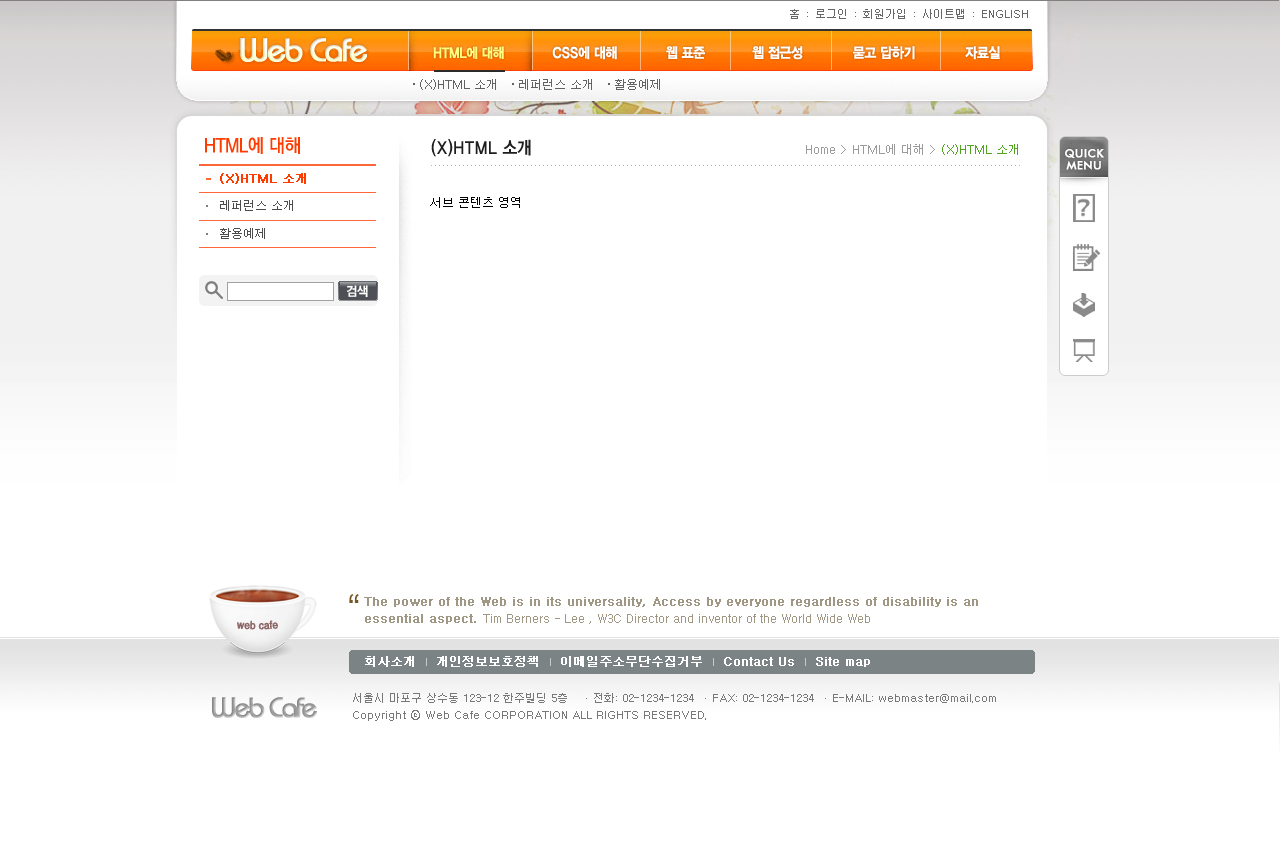 홈 : 로그인 : 회원가입 : 사이트맵 : ENGLISH
Web Cafe HTML에 대해 CSS에 대해 웹 표준 웹 접근성 묻고 답하기 자료실
· (X)HTML 소개 · 레퍼런스 소개 · 활용예제
HTML에 대해
- (X)HTML 소개
· 레퍼런스 소개
· 활용예제
검색
(X)HTML 소개
Home > HTML에 대해 > (X)HTML 소개
서브 콘텐츠 영역
QUICK
MENU
web cafe
“ The power of the Web is in its universality, Access by everyone regardless of disability is an
essential aspect. Tim Berners - Lee , W3C Director and inventor of the World Wide Web
회사소개 | 개인정보보호정책 | 이메일주소무단수집거부 | Contact Us | Site map
Web Cafe
서울시 마포구 상수동 123-12 한주빌딩 5층 · 전화: 02-1234-1234 · FAX: 02-1234-1234 · E-MAIL: webmaster@mail.com
Copyright ⓒ Web Cafe CORPORATION ALL RIGHTS RESERVED.